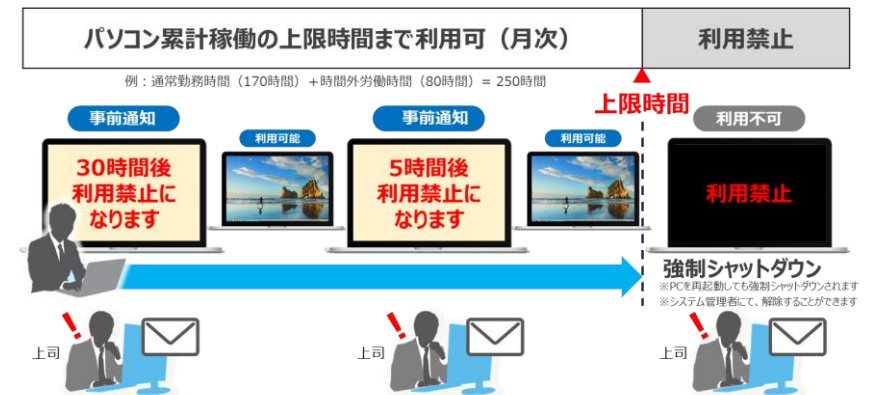 パソコン累計稼働の上限時間まで利用可（月次）
利用禁止
例：通常勤務時間（170時間）＋時間外労働時間（80時間）＝ 250時間
上限時間
事前通知
利用可能
事前通知
利用可能
利用不可
30時間後
利用禁止に
なります
5時間後
利用禁止に
なります
利用禁止
強制シャットダウン
※PCを再起動しても強制シャットダウンされます
※システム管理者にて、解除することができます
上司
上司
上司